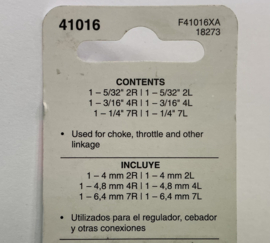 41016
F41016XA
18273
CONTENTS
1 – 5/32" 2R | 1 – 5/32" 2L
1 – 3/16" 4R | 1 – 3/16" 4L
1 – 1/4" 7R | 1 – 1/4" 7L
• Used for choke, throttle and other
linkage
INCLUYE
1 – 4 mm 2R | 1 – 4 mm 2L
1 – 4,8 mm 4R | 1 – 4,8 mm 4L
1 – 6,4 mm 7R | 1 – 6,4 mm 7L
• Utilizados para el regulador, cebador
y otras conexiones